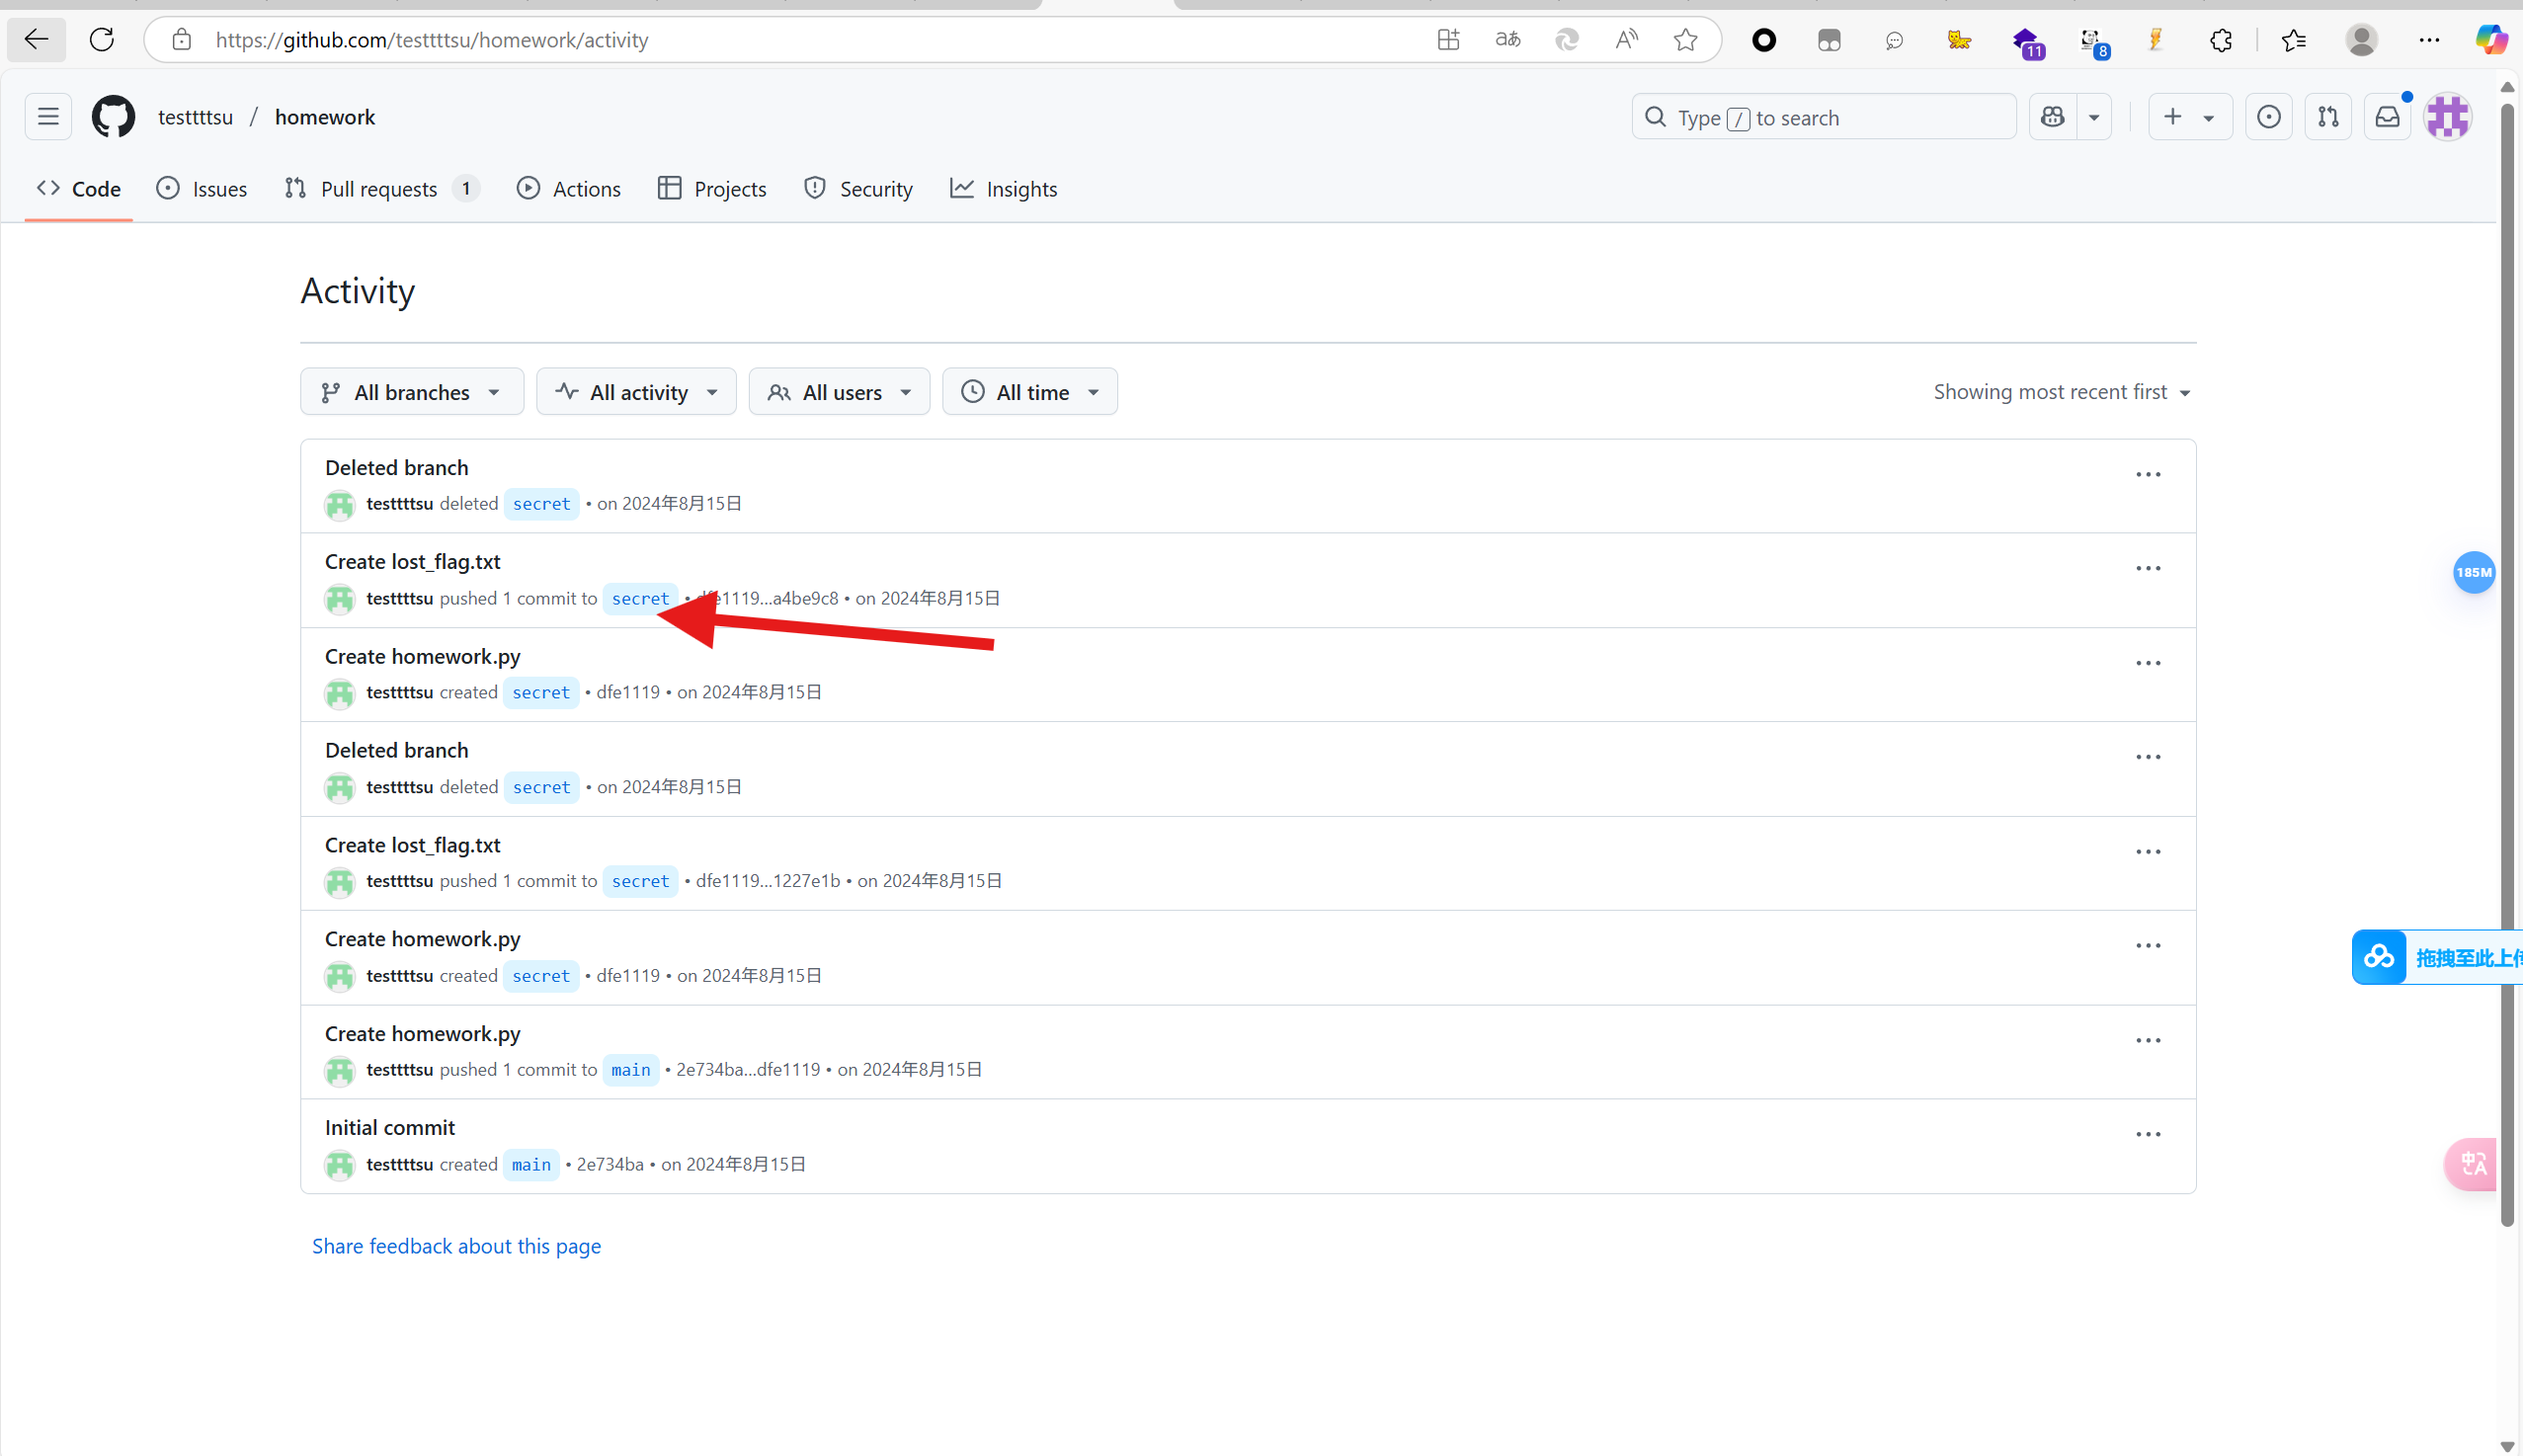 https://github.com/testtttsu/homework/activity
11
8
testtttsu / homework
Type / to search
Code Issues Pull requests 1 Actions Projects Security Insights
Activity
All branches All activity All users All time Showing most recent first
Deleted branch
testtttsu deleted secret • on 2024年8月15日
Create lost_flag.txt
testtttsu pushed 1 commit to secret • dfe1119...a4be9c8 • on 2024年8月15日
185M
Create homework.py
testtttsu created secret • dfe1119 • on 2024年8月15日
Deleted branch
testtttsu deleted secret • on 2024年8月15日
Create lost_flag.txt
testtttsu pushed 1 commit to secret • dfe1119...1227e1b • on 2024年8月15日
Create homework.py
拖拽至此上传
testtttsu created secret • dfe1119 • on 2024年8月15日
Create homework.py
testtttsu pushed 1 commit to main • 2e734ba...dfe1119 • on 2024年8月15日
Initial commit
testtttsu created main • 2e734ba • on 2024年8月15日
Share feedback about this page